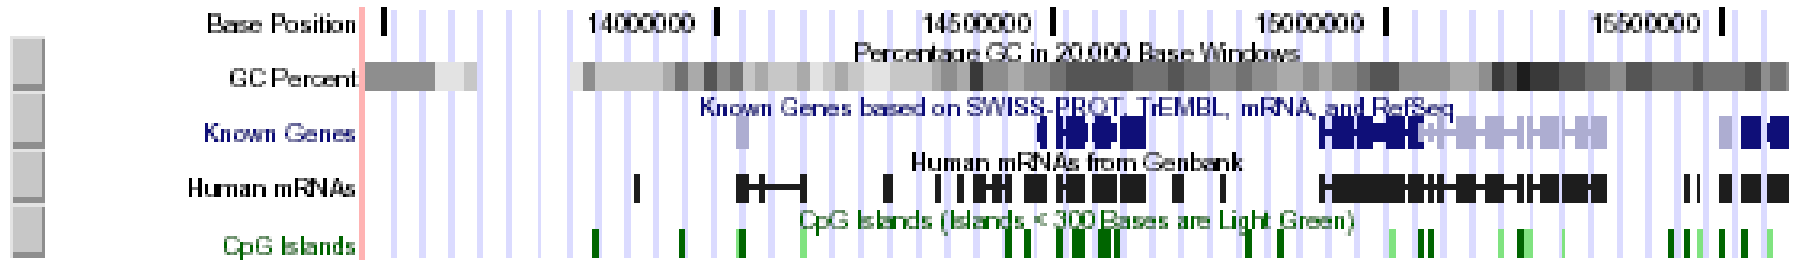 Base Position 14000000 14500000 15000000 15500000
Percentage GC in 20,000 Base Windows
GC Percent
Known Genes based on SWISS-PROT, TrEMBL, mRNA, and RefSeq
Known Genes
Human mRNAs from Genbank
Human mRNAs
CpG Islands (Islands < 300 Bases are Light Green)
CpG Islands